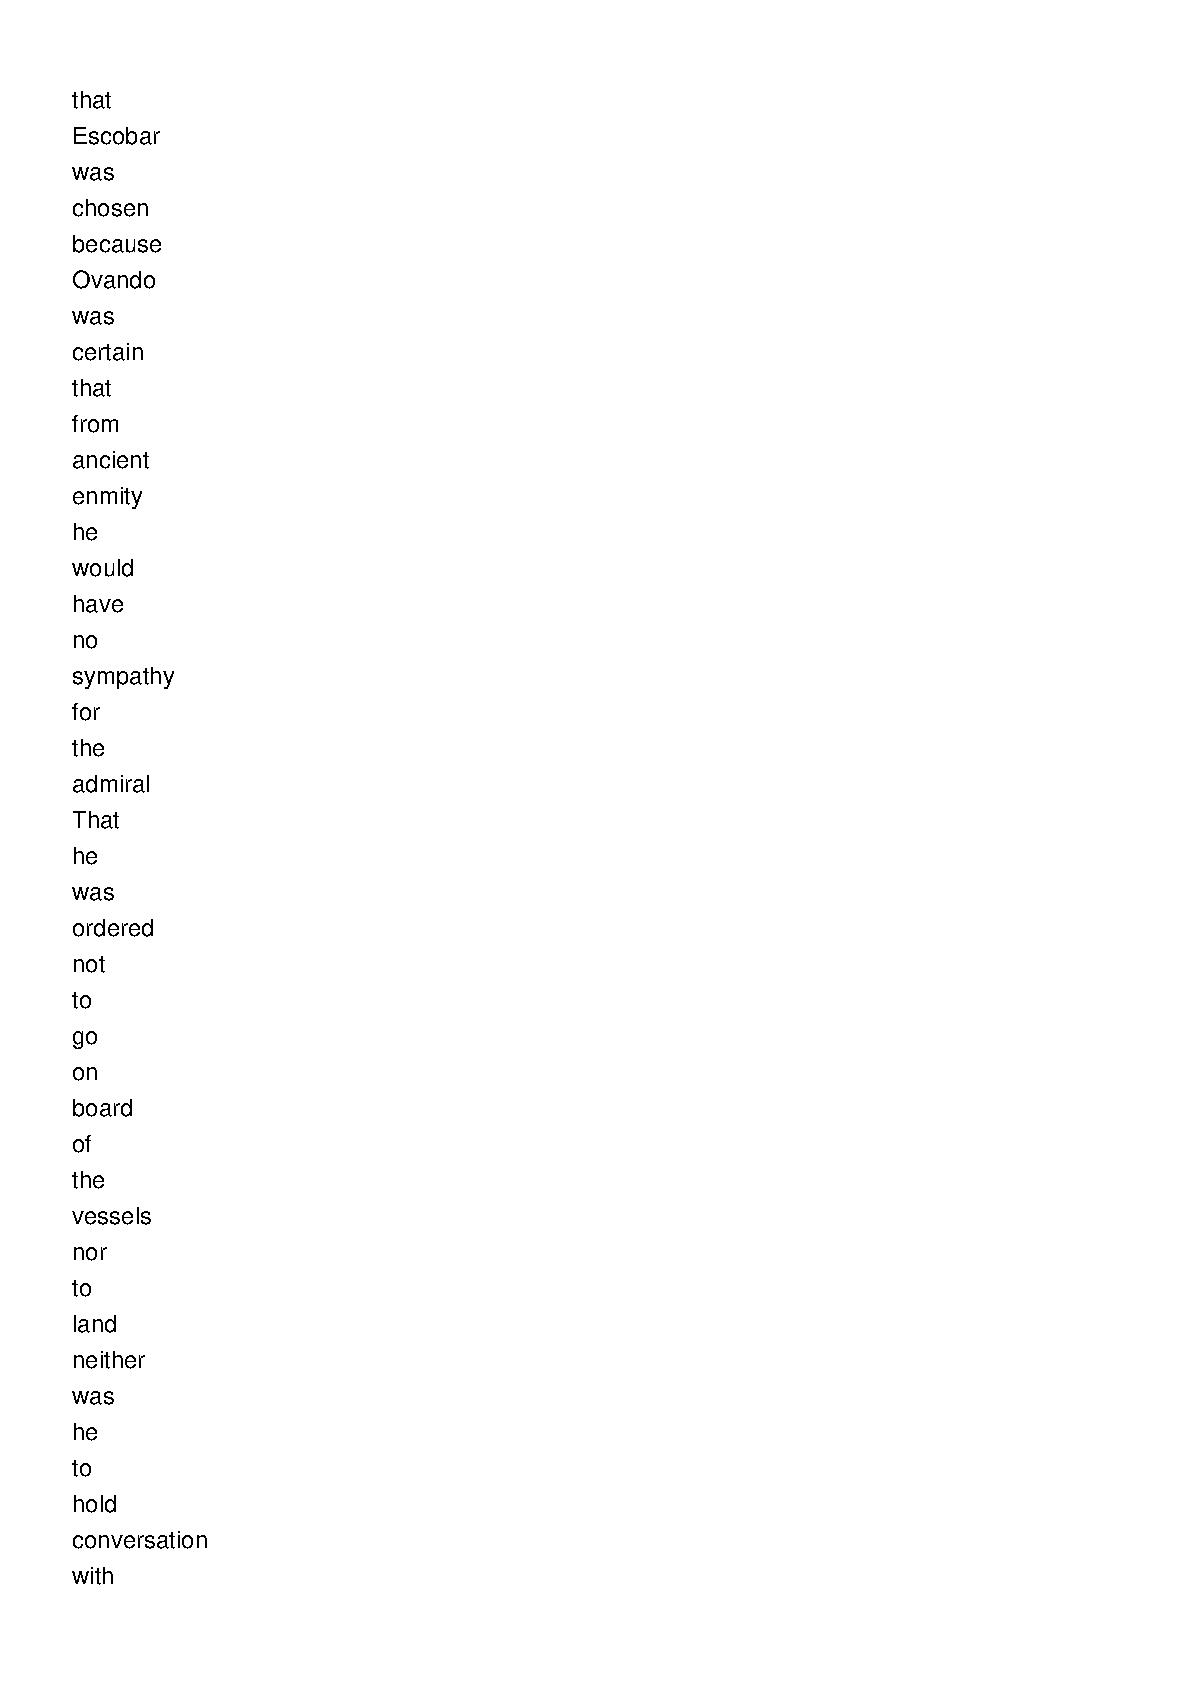 that
Escobar
was
chosen
because
Ovando
was
certain
that
from
ancient
enmity
he
would
have
no
sympathy
for
the
admiral
That
he
was
ordered
not
to
go
on
board
of
the
vessels
nor
to
land
neither
was
he
to
hold
conversation
with